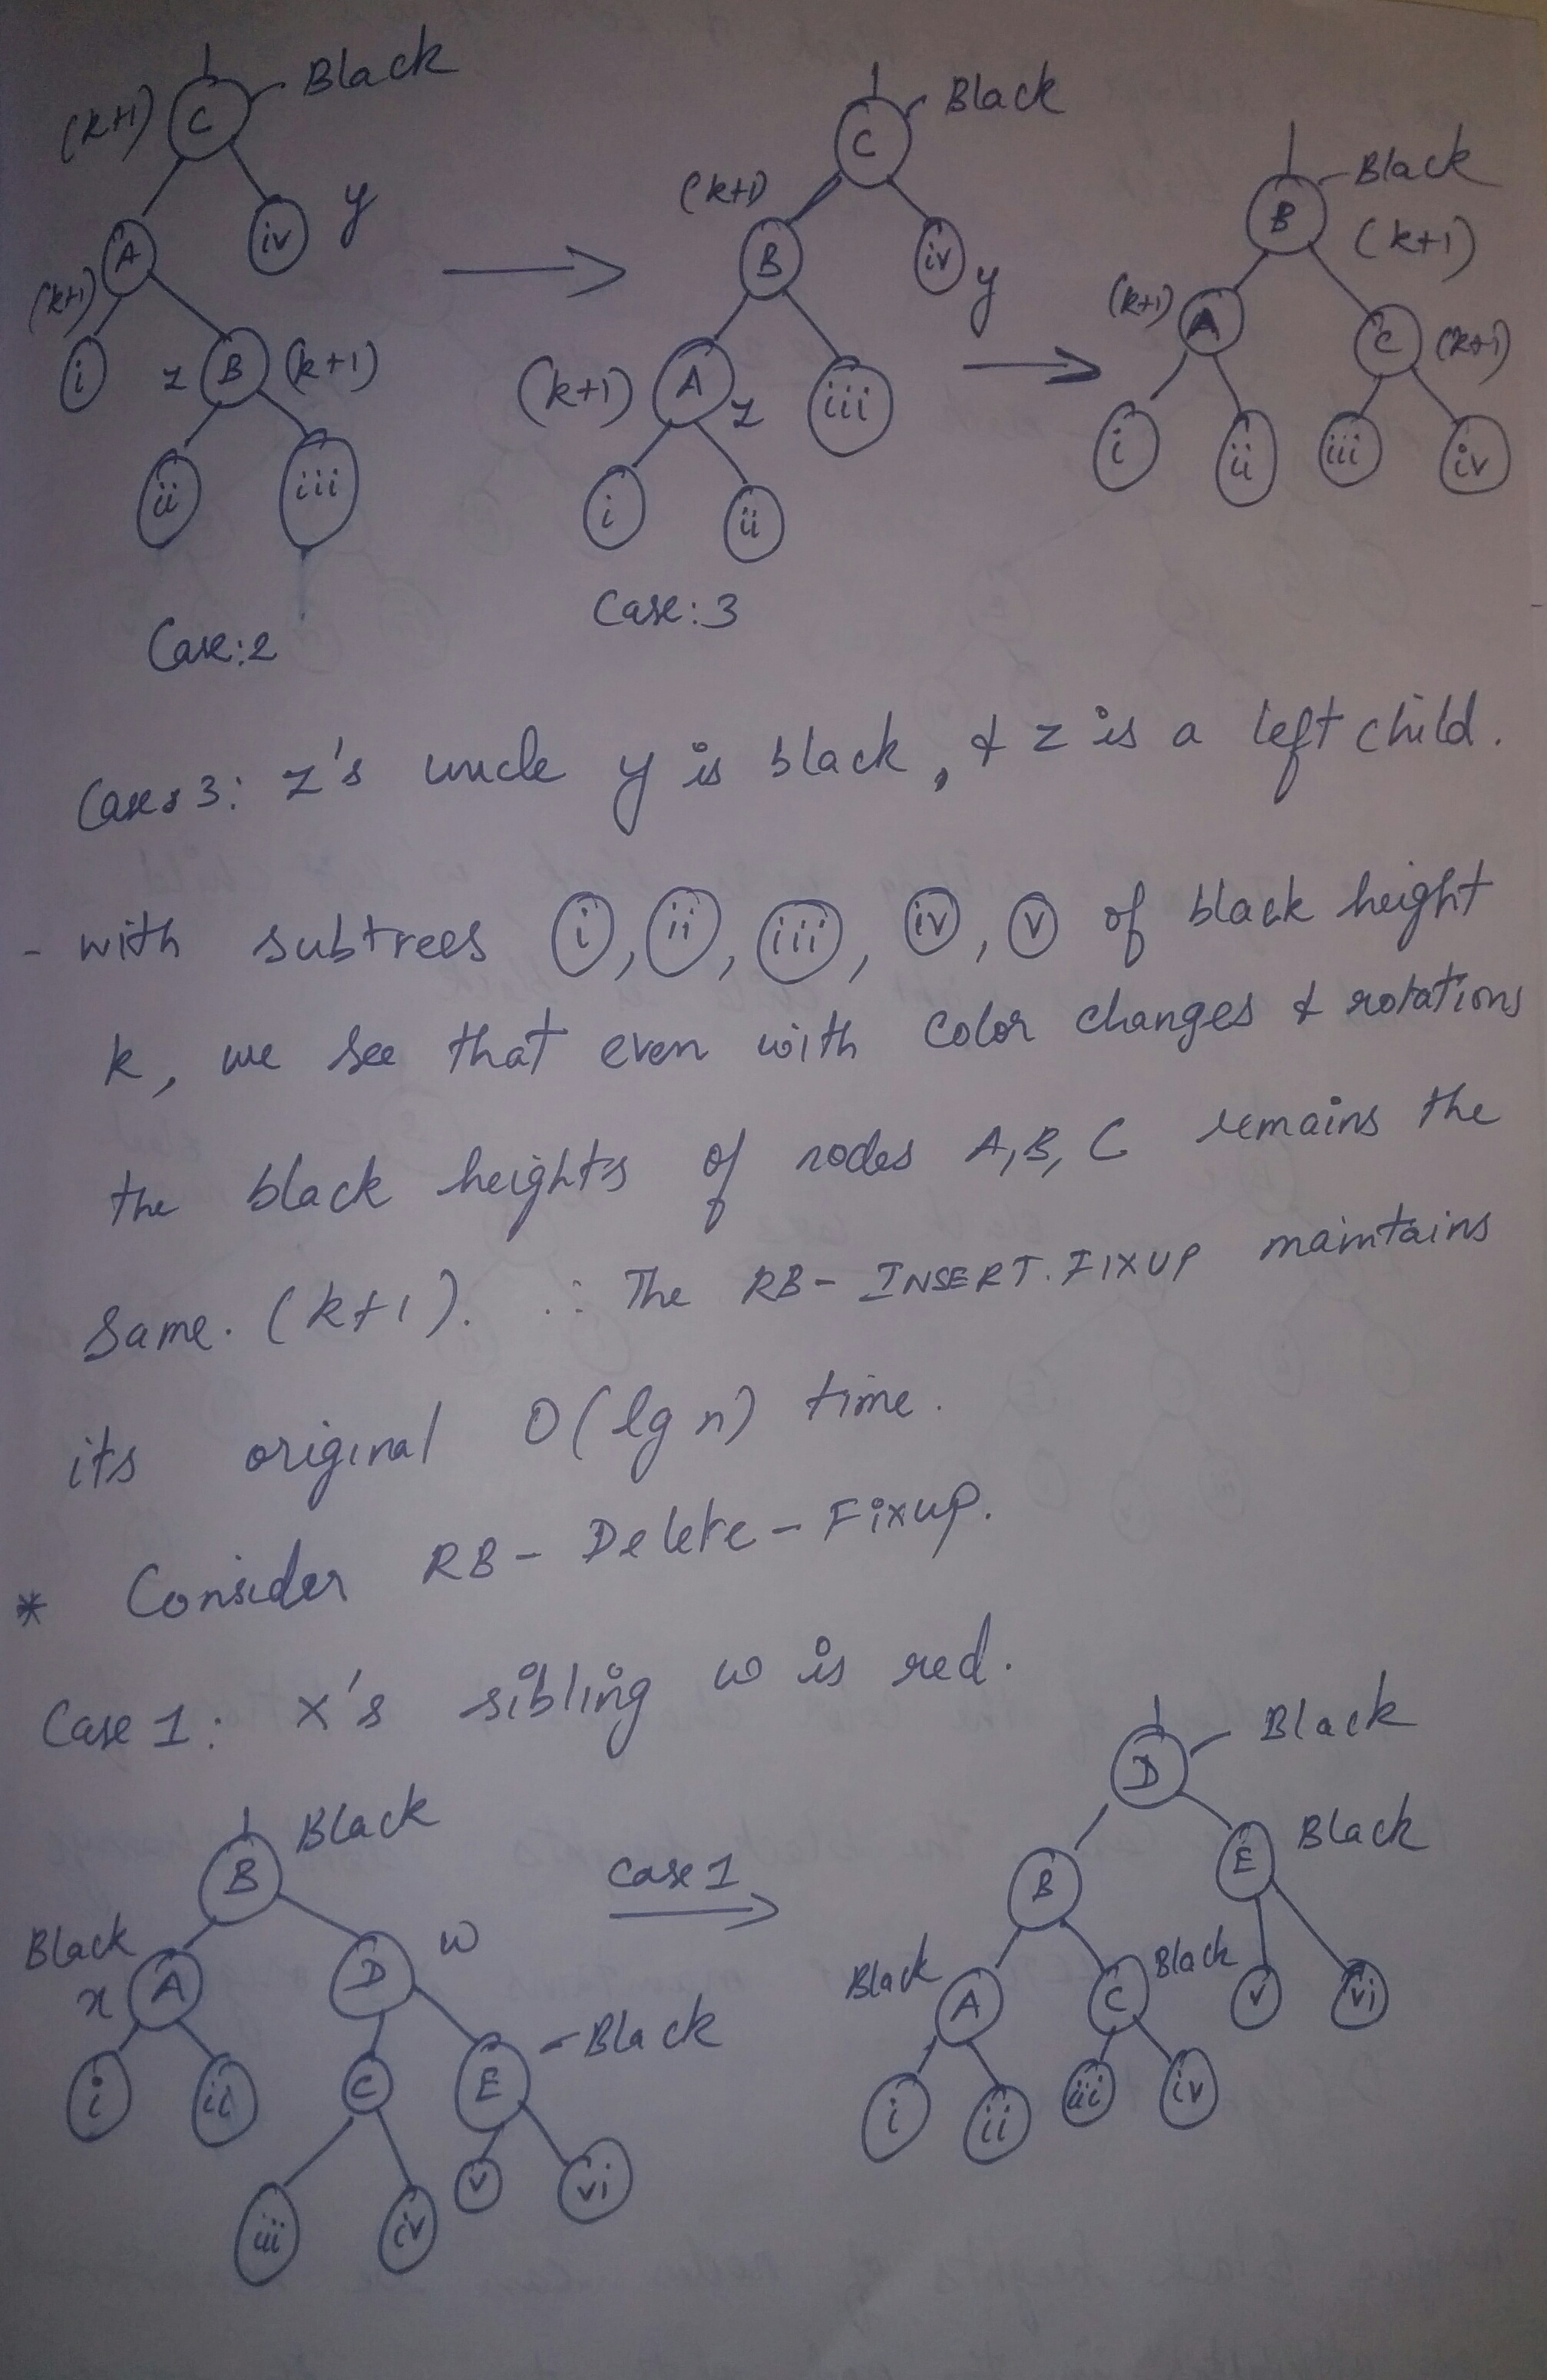 Black
(k+1) C
A iv y
(k+1)
i z B (k+1)
ii iii
Case:2
Black
C
(k+1)
B iv y
(k+1) A z iii
i ii
Case:3
Black
B (k+1)
(k+1) A C (k+1)
i ii iii iv
Case 3: z's uncle y is black, & z is a left child.
- with subtrees i, ii, iii, iv, v of black height
k, we see that even with color changes & rotations
the black heights of nodes A, B, C remains the
Same. (k+1). ∴ The RB- INSERT. FIXUP maintains
its original O(lg n) time.
* Consider RB- Delete- Fixup.
Case 1: x's sibling w is red.
Black
B
Black w
x A D
Black
i ii C E
v vi
iii iv
case 1
Black
D
Black
B E
Black Black
A C v vi
i ii iii iv